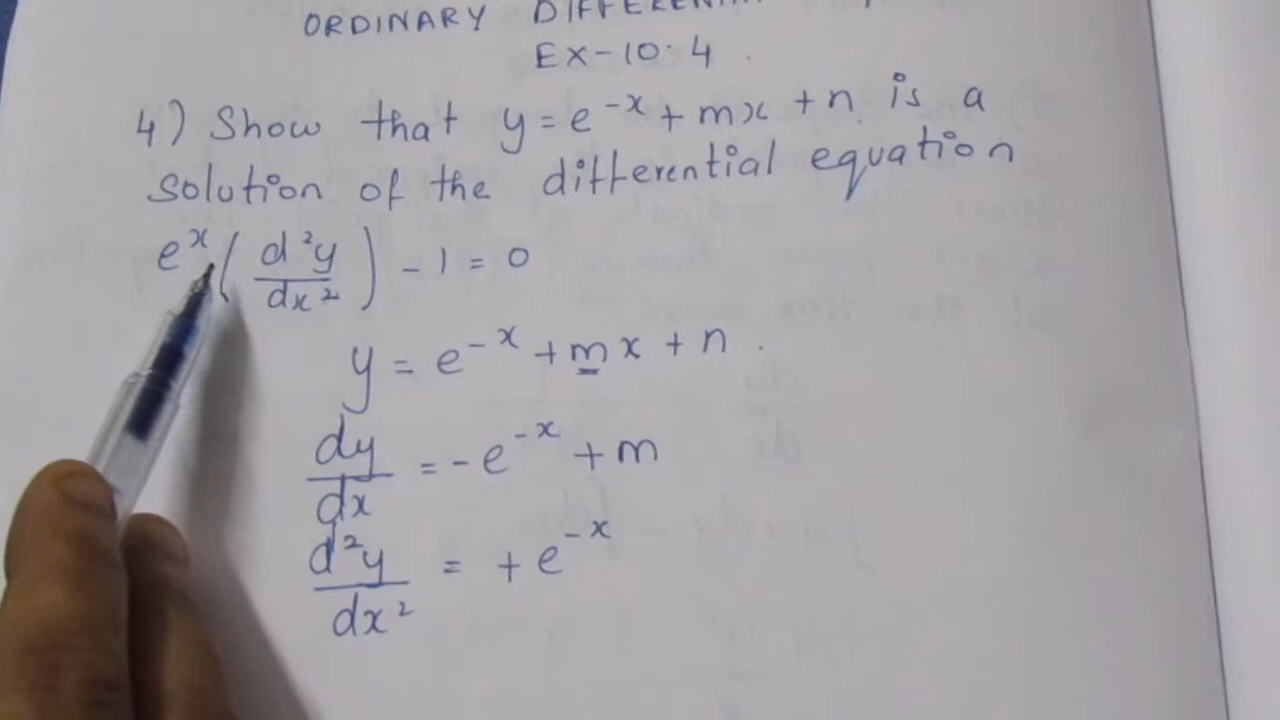 ORDINARY
EX-10.4
4) Show that y = e^{-x} + mx + n is a
solution of the differential equation
e^x (d²y/dx²) - 1 = 0
y = e^{-x} + mx + n.
dy/dx = -e^{-x} + m
d²y/dx² = +e^{-x}